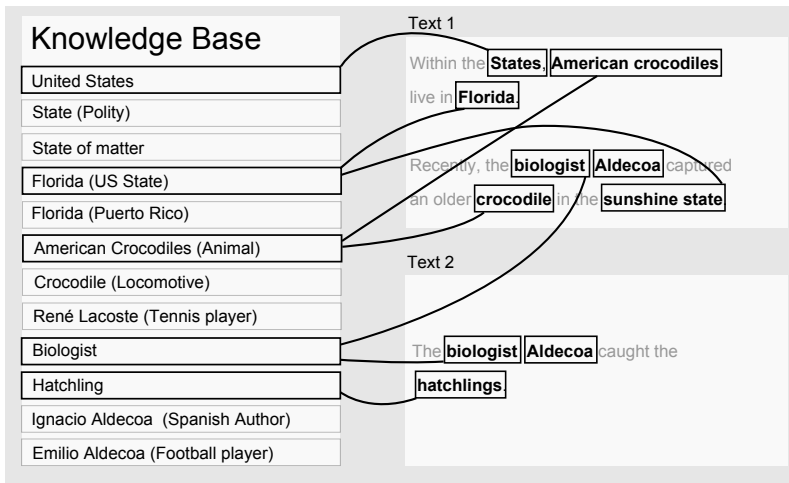 Knowledge Base
United States
State (Polity)
State of matter
Florida (US State)
Florida (Puerto Rico)
American Crocodiles (Animal)
Crocodile (Locomotive)
René Lacoste (Tennis player)
Biologist
Hatchling
Ignacio Aldecoa (Spanish Author)
Emilio Aldecoa (Football player)
Text 1
Within the States, American crocodiles
live in Florida.
Recently, the biologist Aldecoa captured
an older crocodile in the sunshine state
Text 2
The biologist Aldecoa caught the
hatchlings.